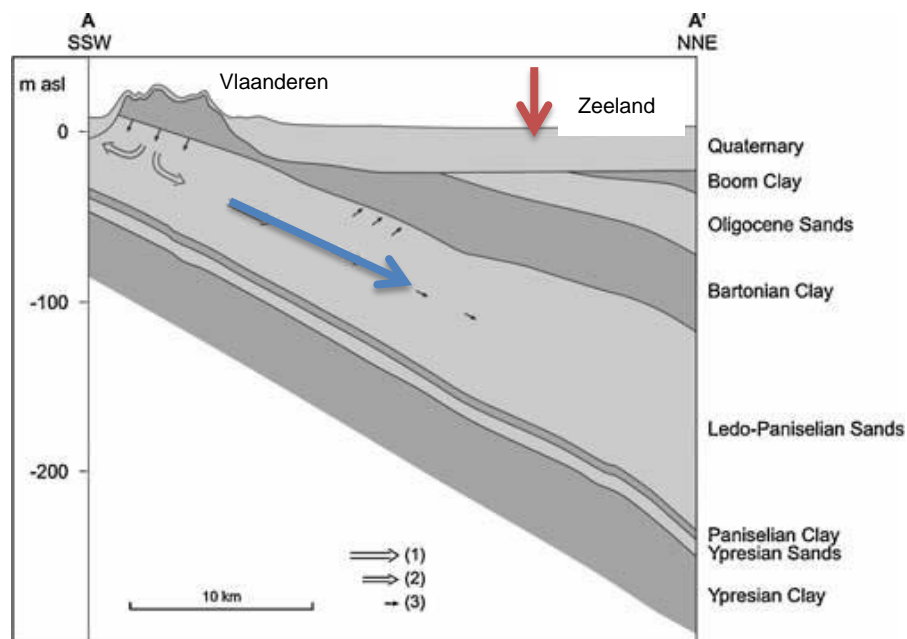 A
SSW
A'
NNE
m asl
Vlaanderen
Zeeland
0
Quaternary
Boom Clay
Oligocene Sands
-100
Bartonian Clay
Ledo-Paniselian Sands
-200
Paniselian Clay
Ypresian Sands
Ypresian Clay
(1)
(2)
(3)
10 km